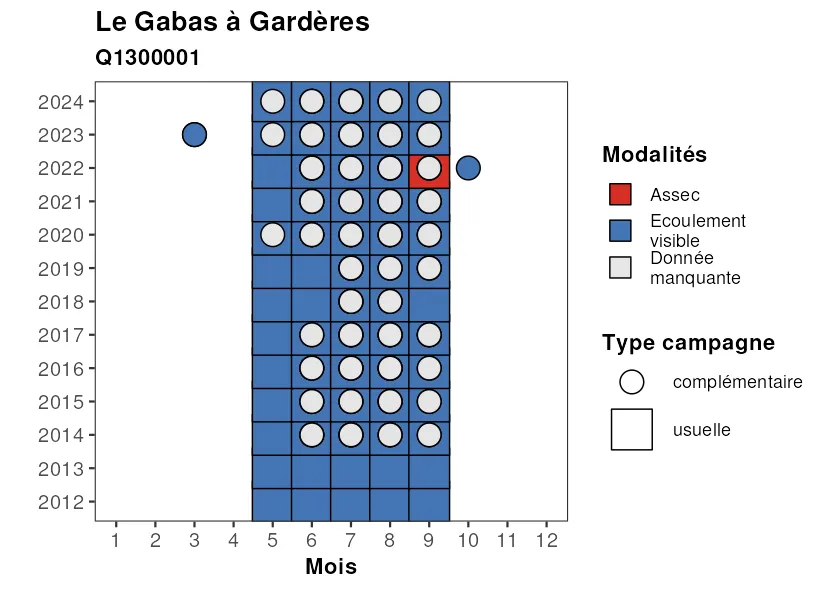 Le Gabas à Gardères
Q1300001
2024
2023
2022
2021
2020
2019
2018
2017
2016
2015
2014
2013
2012
1 2 3 4 5 6 7 8 9 10 11 12
Mois
Modalités
Assec
Ecoulement
visible
Donnée
manquante
Type campagne
complémentaire
usuelle